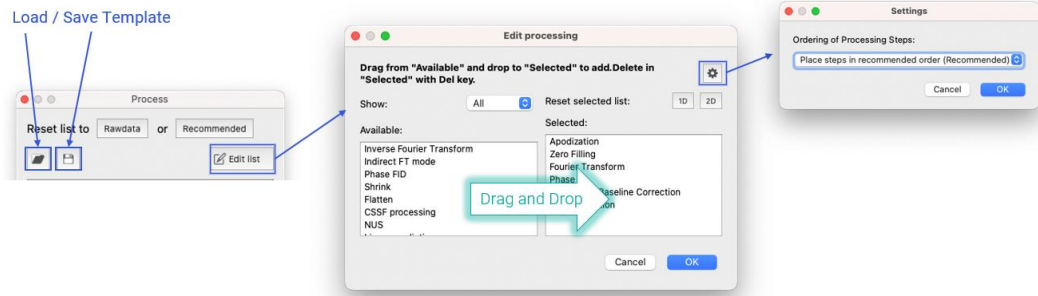 Load / Save Template
Process
Reset list to Rawdata or Recommended
Edit list
Edit processing
Drag from "Available" and drop to "Selected" to add.Delete in
"Selected" with Del key.
Show: All
Reset selected list: 1D 2D
Available:
Inverse Fourier Transform
Indirect FT mode
Phase FID
Shrink
Flatten
CSSF processing
NUS
Selected:
Apodization
Zero Filling
Fourier Transform
Phase
Baseline Correction
Drag and Drop
Cancel OK
Settings
Ordering of Processing Steps:
Place steps in recommended order (Recommended)
Cancel OK